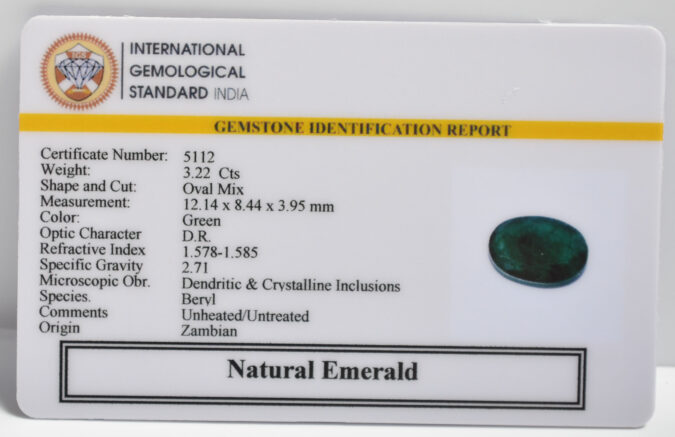 INTERNATIONAL
GEMOLOGICAL
STANDARD INDIA
GEMSTONE IDENTIFICATION REPORT
Certificate Number: 5112
Weight: 3.22 Cts
Shape and Cut: Oval Mix
Measurement: 12.14 x 8.44 x 3.95 mm
Color: Green
Optic Character D.R.
Refractive Index 1.578-1.585
Specific Gravity 2.71
Microscopic Obr. Dendritic & Crystalline Inclusions
Species. Beryl
Comments Unheated/Untreated
Origin Zambian
Natural Emerald